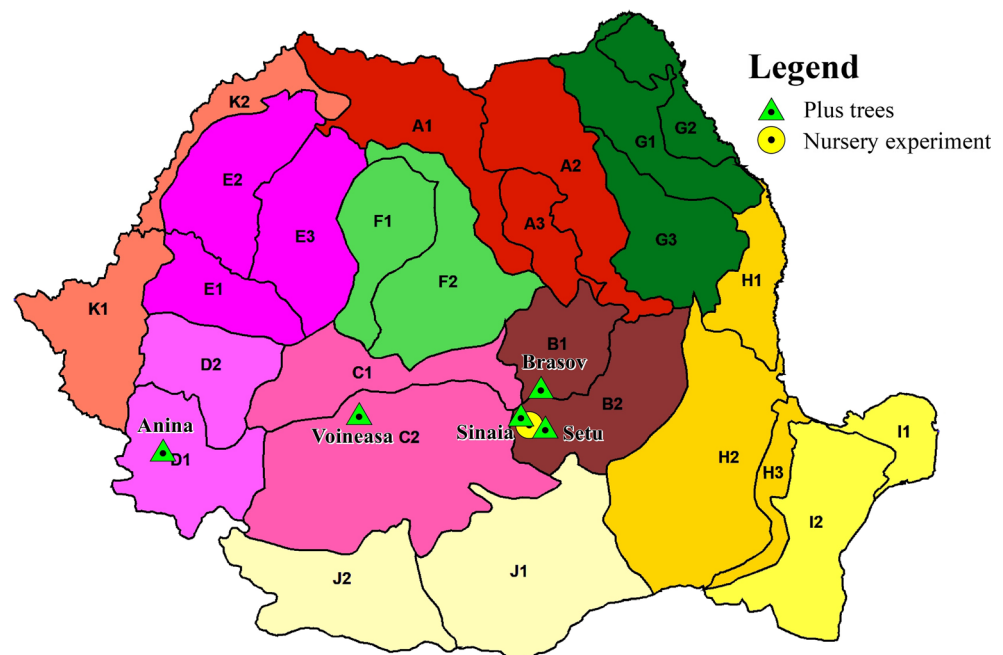 Legend
Plus trees
Nursery experiment
K2
A1
G2
G1
A2
E2
F1
A3
E3
G3
F2
H1
E1
K1
B1
D2
Brasov
C1
B2
Anina
Voineasa C2
Sinaia
Setu
I1
D1
H2
H3
I2
J1
J2